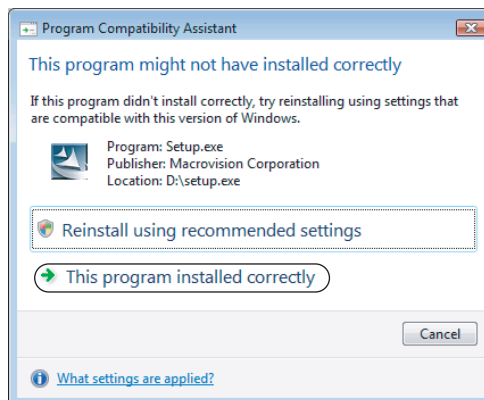 Program Compatibility Assistant
This program might not have installed correctly
If this program didn't install correctly, try reinstalling using settings that
are compatible with this version of Windows.
Program: Setup.exe
Publisher: Macrovision Corporation
Location: D:\setup.exe
Reinstall using recommended settings
This program installed correctly
Cancel
What settings are applied?